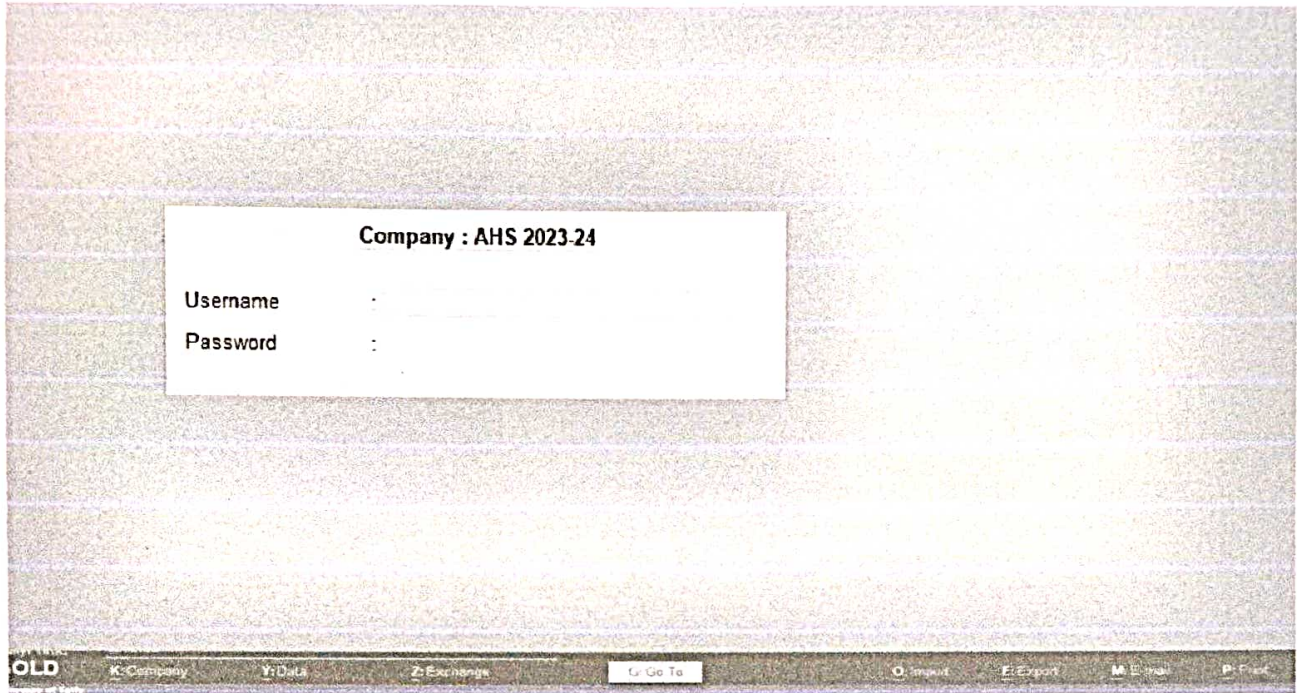 Company : AHS 2023-24
Username :
Password :
OLD
K: Company Y: Data Z: Exchange G: Go To O: Import E: Export M: E-mail P: Print